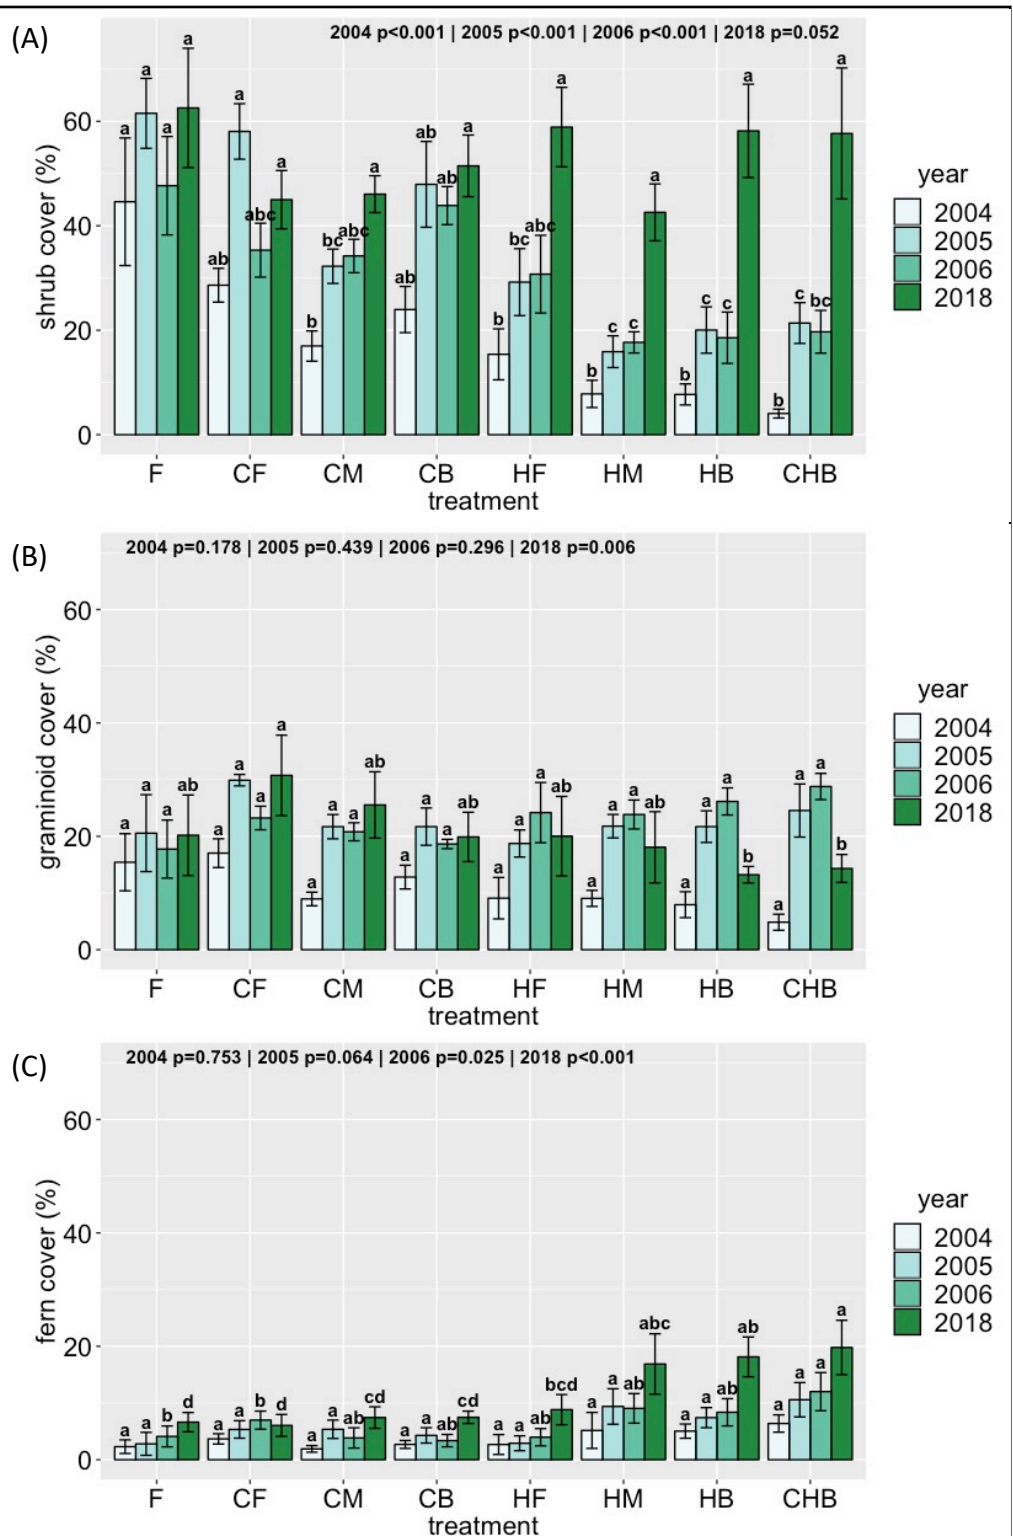 (A)
2004 p<0.001 | 2005 p<0.001 | 2006 p<0.001 | 2018 p=0.052
shrub cover (%)
60
40
20
0
a a a a
ab a abc a
b bc abc a
ab ab ab a
b bc abc a
b c c a
b c c a
b c bc a
F CF CM CB HF HM HB CHB
treatment
year
2004
2005
2006
2018
(B)
2004 p=0.178 | 2005 p=0.439 | 2006 p=0.296 | 2018 p=0.006
graminoid cover (%)
60
40
20
0
a a a ab
a a a a
a a a ab
a a a ab
a a a ab
a a a ab
a a a b
a a a b
F CF CM CB HF HM HB CHB
treatment
year
2004
2005
2006
2018
(C)
2004 p=0.753 | 2005 p=0.064 | 2006 p=0.025 | 2018 p<0.001
fern cover (%)
60
40
20
0
a a b d
a a b d
a a ab cd
a a ab cd
a a ab bcd
a a ab abc
a a ab ab
a a a a
F CF CM CB HF HM HB CHB
treatment
year
2004
2005
2006
2018